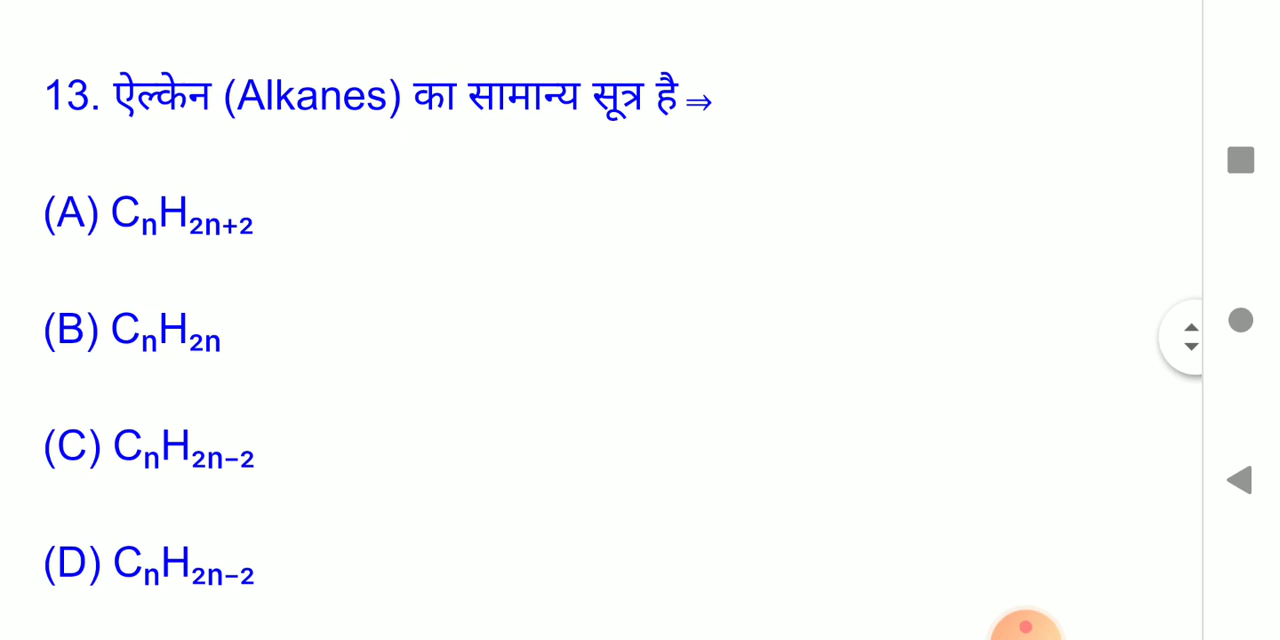 13. ऐल्केन (Alkanes) का सामान्य सूत्र है ⇒
(A) CₙH₂ₙ₊₂
(B) CₙH₂ₙ
(C) CₙH₂ₙ₋₂
(D) CₙH₂ₙ₋₂